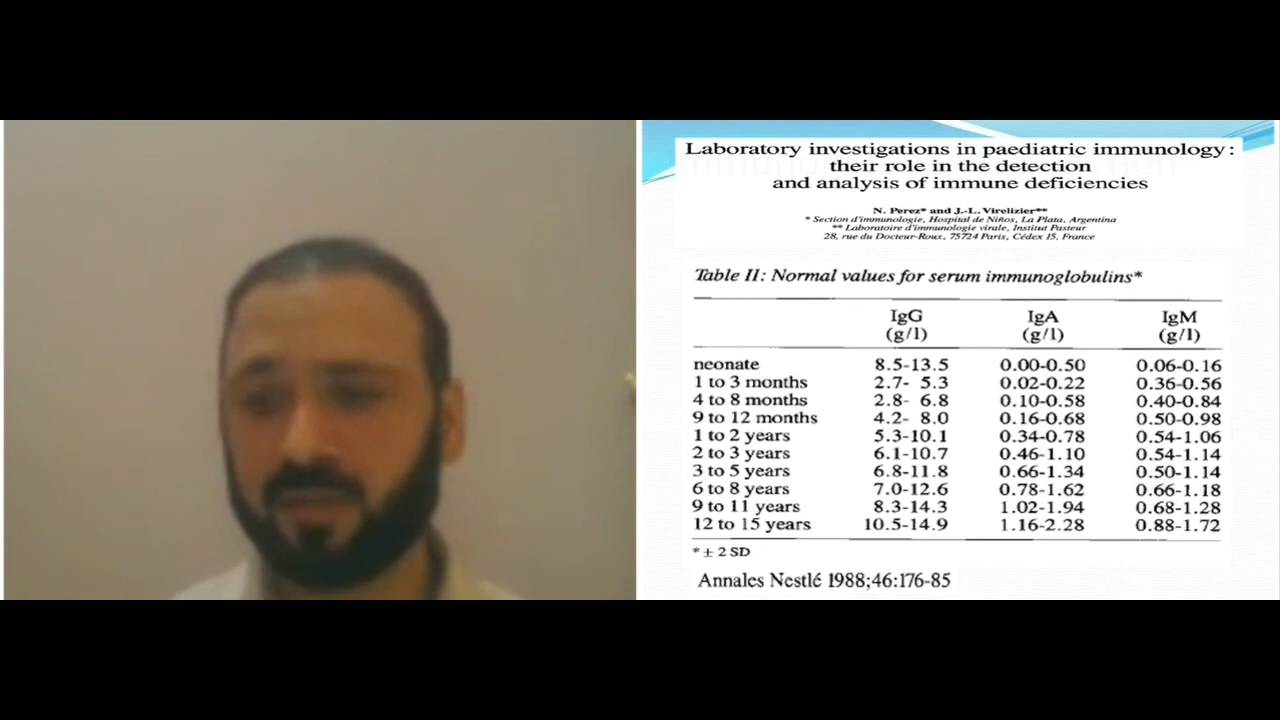 Laboratory investigations in paediatric immunology:
their role in the detection
and analysis of immune deficiencies
N. Perez* and J.-L. Virelizier**
* Section d'immunologie, Hospital de Niños, La Plata, Argentina
** Laboratoire d'immunologie virale, Institut Pasteur
28, rue du Docteur-Roux, 75724 Paris, Cédex 15, France
Table II: Normal values for serum immunoglobulins*
IgG IgA IgM
(g/l) (g/l) (g/l)
neonate 8.5-13.5 0.00-0.50 0.06-0.16
1 to 3 months 2.7- 5.3 0.02-0.22 0.36-0.56
4 to 8 months 2.8- 6.8 0.10-0.58 0.40-0.84
9 to 12 months 4.2- 8.0 0.16-0.68 0.50-0.98
1 to 2 years 5.3-10.1 0.34-0.78 0.54-1.06
2 to 3 years 6.1-10.7 0.46-1.10 0.54-1.14
3 to 5 years 6.8-11.8 0.66-1.34 0.50-1.14
6 to 8 years 7.0-12.6 0.78-1.62 0.66-1.18
9 to 11 years 8.3-14.3 1.02-1.94 0.68-1.28
12 to 15 years 10.5-14.9 1.16-2.28 0.88-1.72
* ± 2 SD
Annales Nestlé 1988;46:176-85